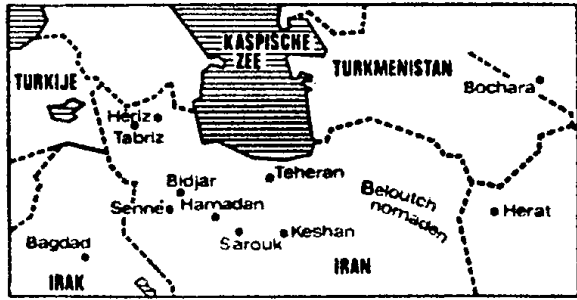 KASPISCHE
ZEE
TURKIJE
TURKMENISTAN
Bochara
Heriz
Tabriz
Teheran
Bidjar
Beloutch
nomaden
Senne
Hamadan
Herat
Sarouk
Keshan
Bagdad
IRAK
IRAN